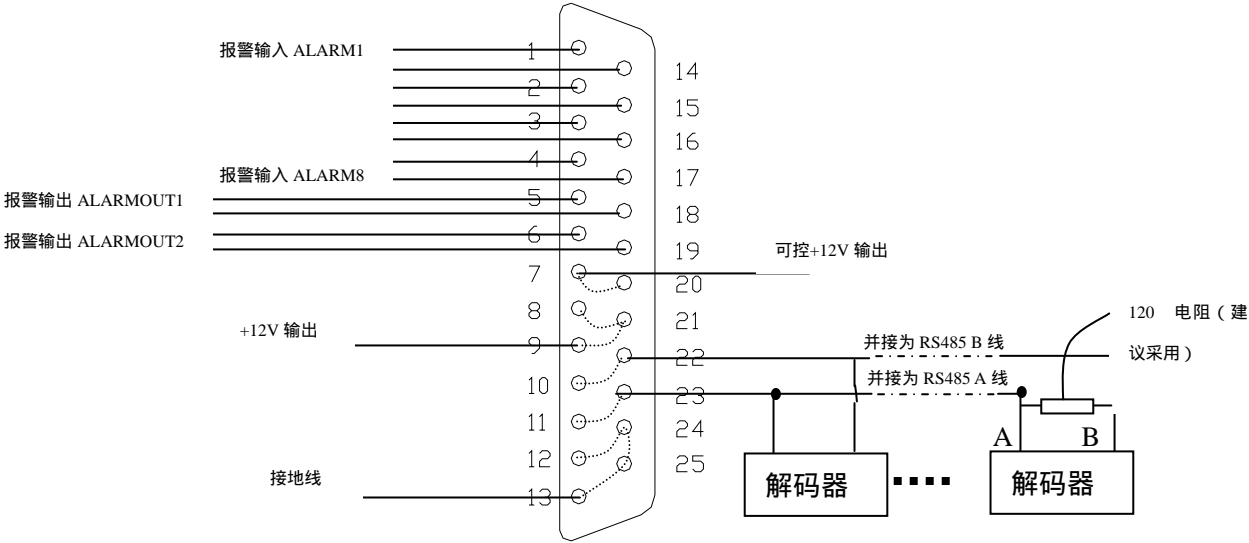 报警输入 ALARM1
报警输入 ALARM8
报警输出 ALARMOUT1
报警输出 ALARMOUT2
+12V 输出
接地线
1
2
3
4
5
6
7
8
9
10
11
12
13
14
15
16
17
18
19
20
21
22
23
24
25
可控+12V 输出
并接为 RS485 B 线
并接为 RS485 A 线
120 电阻（建
议采用）
A B
解码器
解码器